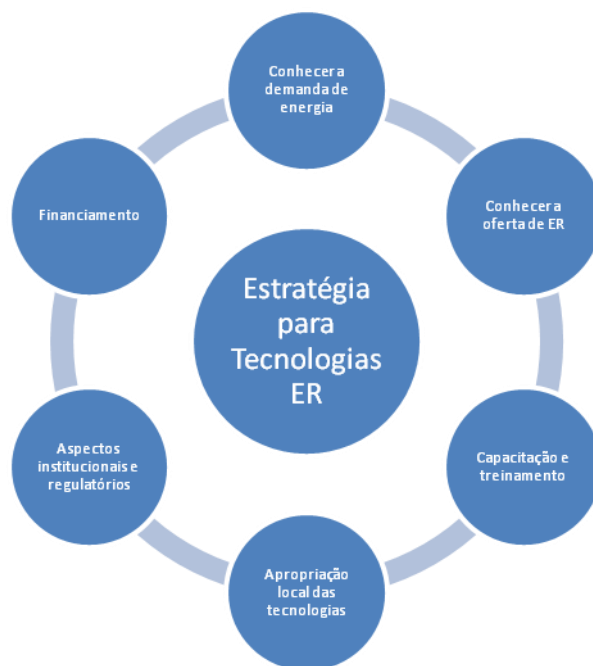 Conhecer a
demanda de
energia
Conhecer a
oferta de ER
Capacitação e
treinamento
Apropriação
local das
tecnologias
Aspectos
institucionais e
regulatórios
Financiamento
Estratégia
para
Tecnologias
ER